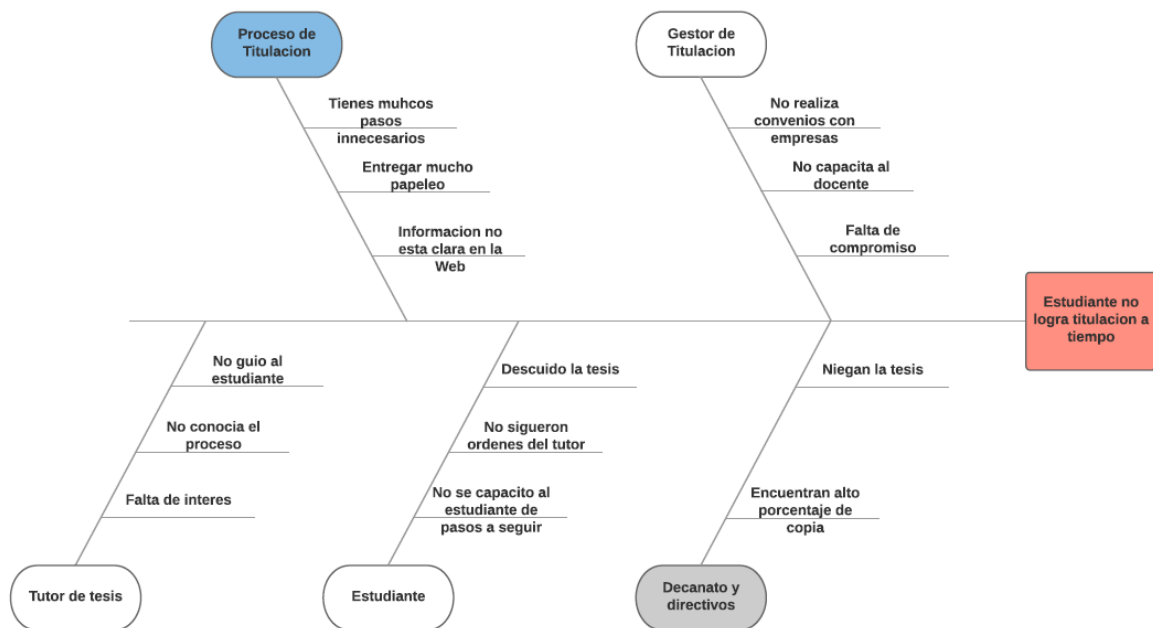 Proceso de
Titulacion
Gestor de
Titulacion
Tienes muhcos
pasos
innecesarios
Entregar mucho
papeleo
Informacion no
esta clara en la
Web
No realiza
convenios con
empresas
No capacita al
docente
Falta de
compromiso
Estudiante no
logra titulacion a
tiempo
No guio al
estudiante
No conocia el
proceso
Falta de interes
Descuido la tesis
No sigueron
ordenes del tutor
No se capacito al
estudiante de
pasos a seguir
Niegan la tesis
Encuentran alto
porcentaje de
copia
Tutor de tesis
Estudiante
Decanato y
directivos